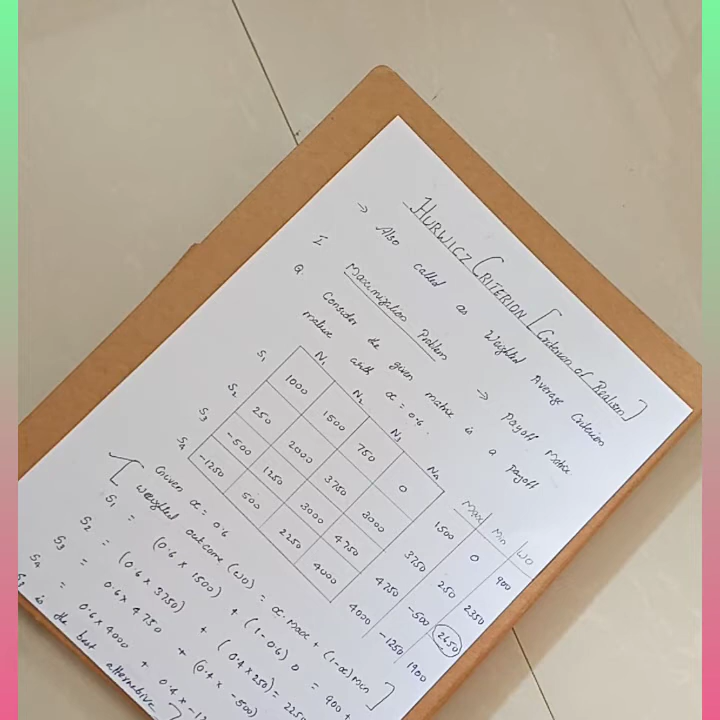 HURWICZ CRITERION [Criterion of Realism]
→ Also called as Weighted Average Criterion
I Maximization Problem → Payoff Matrix
Q. Consider the given matrix is a payoff
matrix with α = 0.6.
N₁ N₂ N₃ N₄ Max Min WO
S₁ 1000 1500 750 0 1500 0 900
S₂ 250 2000 3750 3000 3750 250 2350
S₃ -500 1250 3000 4750 4750 -500 2650
S₄ -1250 500 2250 4000 4000 -1250 1900
Given α = 0.6
[weighted outcome (WO) = α·max + (1-α) min]
S₁ = (0.6 x 1500) + (1-0.6) 0 = 900 +
S₂ = (0.6 x 3750) + (0.4 x 250) = 225
S₃ = 0.6 x 4750 + (0.4 x -500)
S₄ = 0.6 x 4000 + 0.4 x -12
S₃ is the best alternative